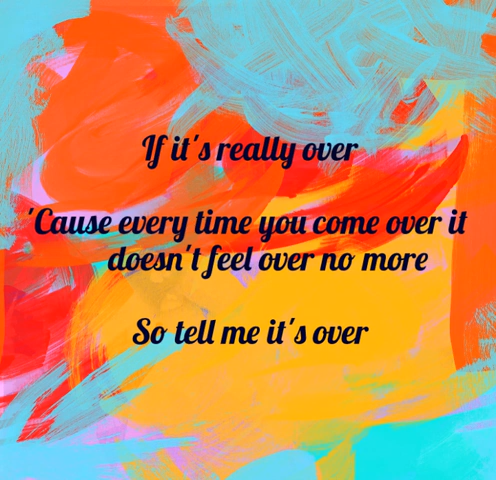 If it's really over
'Cause every time you come over it
doesn't feel over no more
So tell me it's over